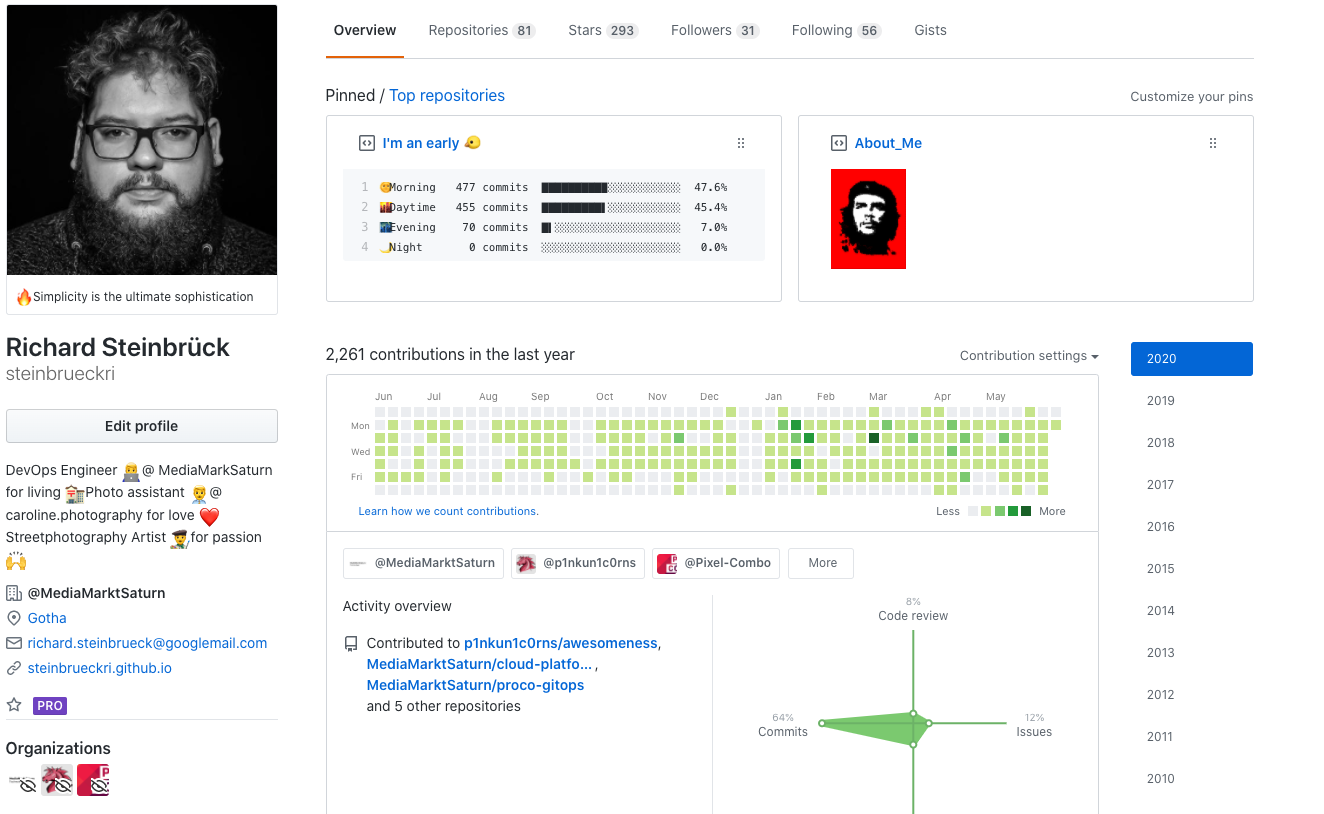 Overview Repositories 81 Stars 293 Followers 31 Following 56 Gists
🔥Simplicity is the ultimate sophistication
Richard Steinbrück
steinbrueckri
Edit profile
DevOps Engineer 👨‍💻@ MediaMarkSaturn
for living 🏤Photo assistant 👨‍⚕️@
caroline.photography for love ❤️
Streetphotography Artist 👨‍🎨for passion
🙌
@MediaMarktSaturn
Gotha
richard.steinbrueck@googlemail.com
steinbrueckri.github.io
PRO
Organizations
Pinned / Top repositories
Customize your pins
I'm an early 🐤
1 🌞Morning 477 commits 47.6%
2 🌆Daytime 455 commits 45.4%
3 🌃Evening 70 commits 7.0%
4 🌙Night 0 commits 0.0%
About_Me
2,261 contributions in the last year
Contribution settings
Jun Jul Aug Sep Oct Nov Dec Jan Feb Mar Apr May
Mon
Wed
Fri
Learn how we count contributions.
Less More
@MediaMarktSaturn @p1nkun1c0rns @Pixel-Combo More
Activity overview
Contributed to p1nkun1c0rns/awesomeness,
MediaMarktSaturn/cloud-platfo... ,
MediaMarktSaturn/proco-gitops
and 5 other repositories
8%
Code review
64%
Commits
12%
Issues
2020
2019
2018
2017
2016
2015
2014
2013
2012
2011
2010